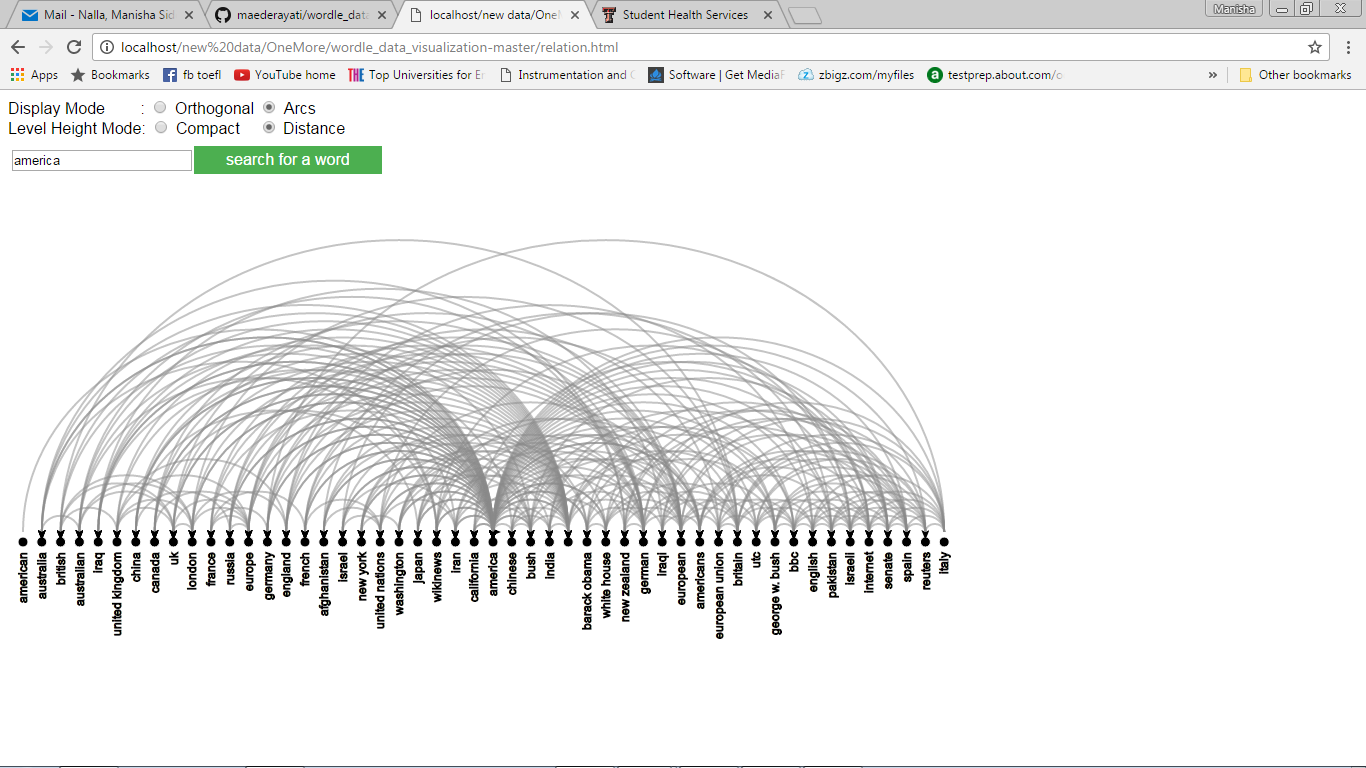 Manisha
Mail - Nalla, Manisha Sid
maederayati/wordle_data
localhost/new data/OneM
Student Health Services
localhost/new%20data/OneMore/wordle_data_visualization-master/relation.html
Apps
Bookmarks
fb toefl
YouTube home
THE Top Universities for En
Instrumentation and C
Software | Get MediaP
zbigz.com/myfiles
a testprep.about.com/o
»
Other bookmarks
Display Mode : Orthogonal Arcs
Level Height Mode: Compact Distance
america
search for a word
american
australia
british
australian
iraq
united kingdom
china
canada
uk
london
france
russia
europe
germany
england
french
afghanistan
israel
new york
united nations
washington
japan
wikinews
iran
california
america
chinese
bush
india
barack obama
white house
new zealand
german
iraqi
european
americans
european union
britain
utc
george w. bush
bbc
english
pakistan
israeli
internet
senate
spain
reuters
italy